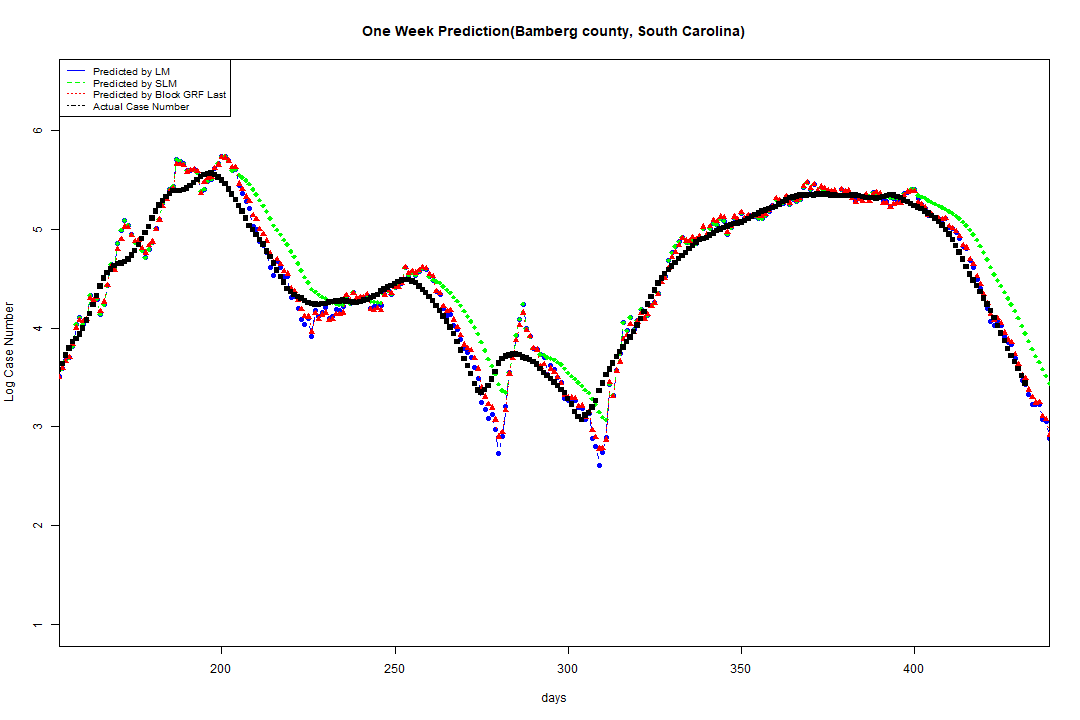 One Week Prediction(Bamberg county, South Carolina)
Predicted by LM
Predicted by SLM
Predicted by Block GRF Last
Actual Case Number
6
5
4
3
2
1
Log Case Number
200 250 300 350 400
days